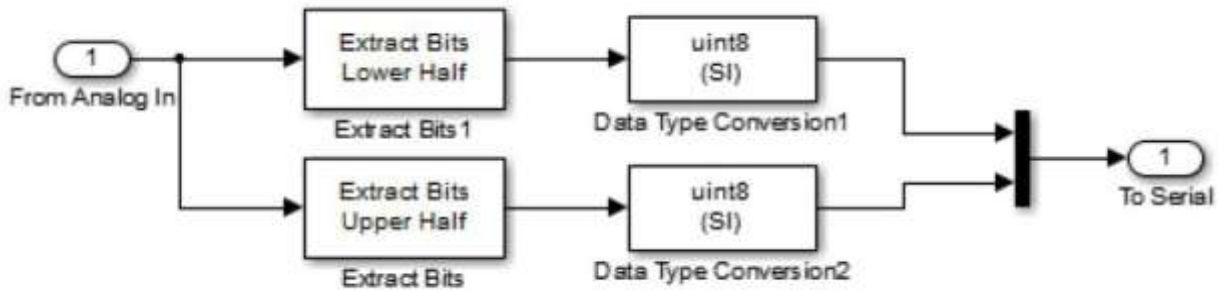 1
From Analog In
Extract Bits
Lower Half
Extract Bits1
uint8
(SI)
Data Type Conversion1
Extract Bits
Upper Half
Extract Bits
uint8
(SI)
Data Type Conversion2
1
To Serial